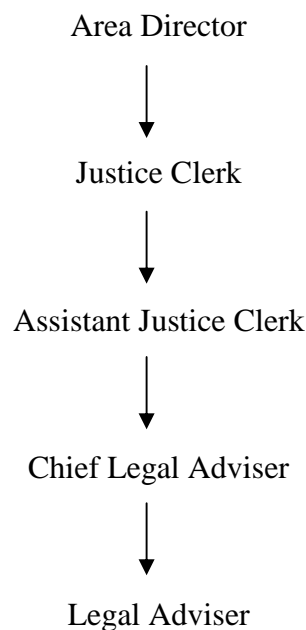 Area Director
Justice Clerk
Assistant Justice Clerk
Chief Legal Adviser
Legal Adviser